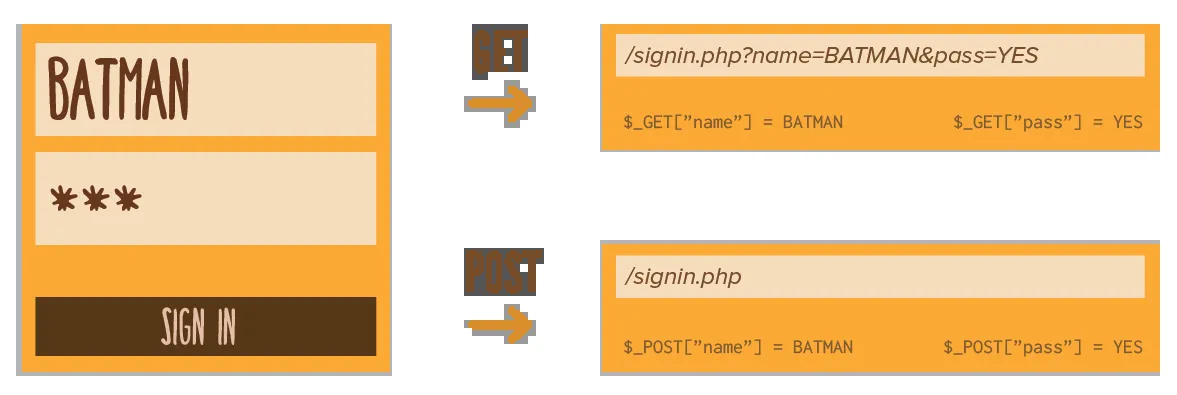 BATMAN
***
SIGN IN
GET
/signin.php?name=BATMAN&pass=YES
$_GET[”name”] = BATMAN
$_GET[”pass”] = YES
POST
/signin.php
$_POST[”name”] = BATMAN
$_POST[”pass”] = YES